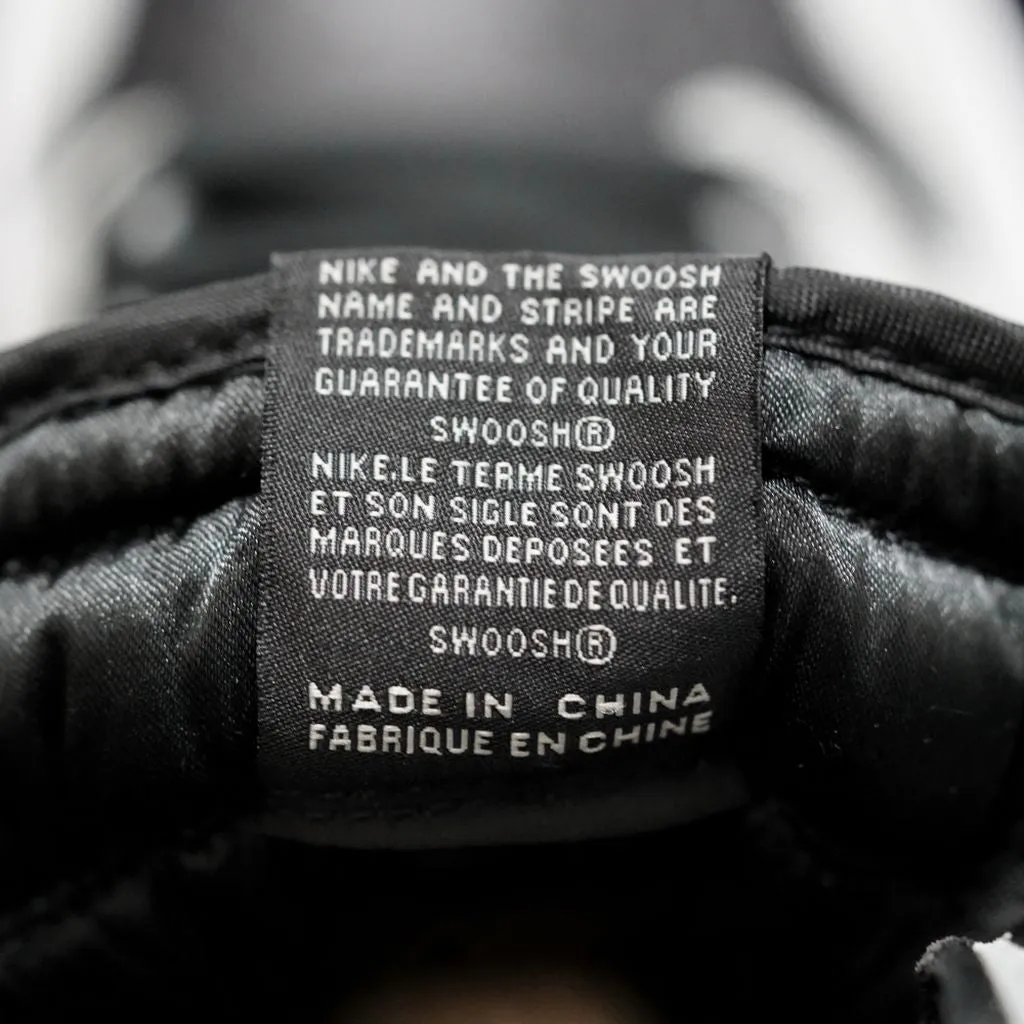 NIKE AND THE SWOOSH
NAME AND STRIPE ARE
TRADEMARKS AND YOUR
GUARANTEE OF QUALITY
SWOOSH®
NIKE.LE TERME SWOOSH
ET SON SIGLE SONT DES
MARQUES DEPOSEES ET
VOTRE GARANTIE DE QUALITE.
SWOOSH®
MADE IN CHINA
FABRIQUE EN CHINE